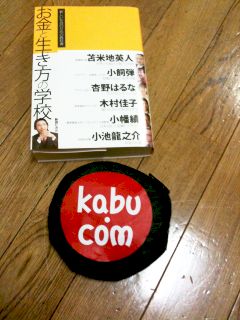 お金と生き方の学校
苫米地英人
小飼弾
杏野はるな
木村佳子
小幡績
小池龍之介
kabu.
com